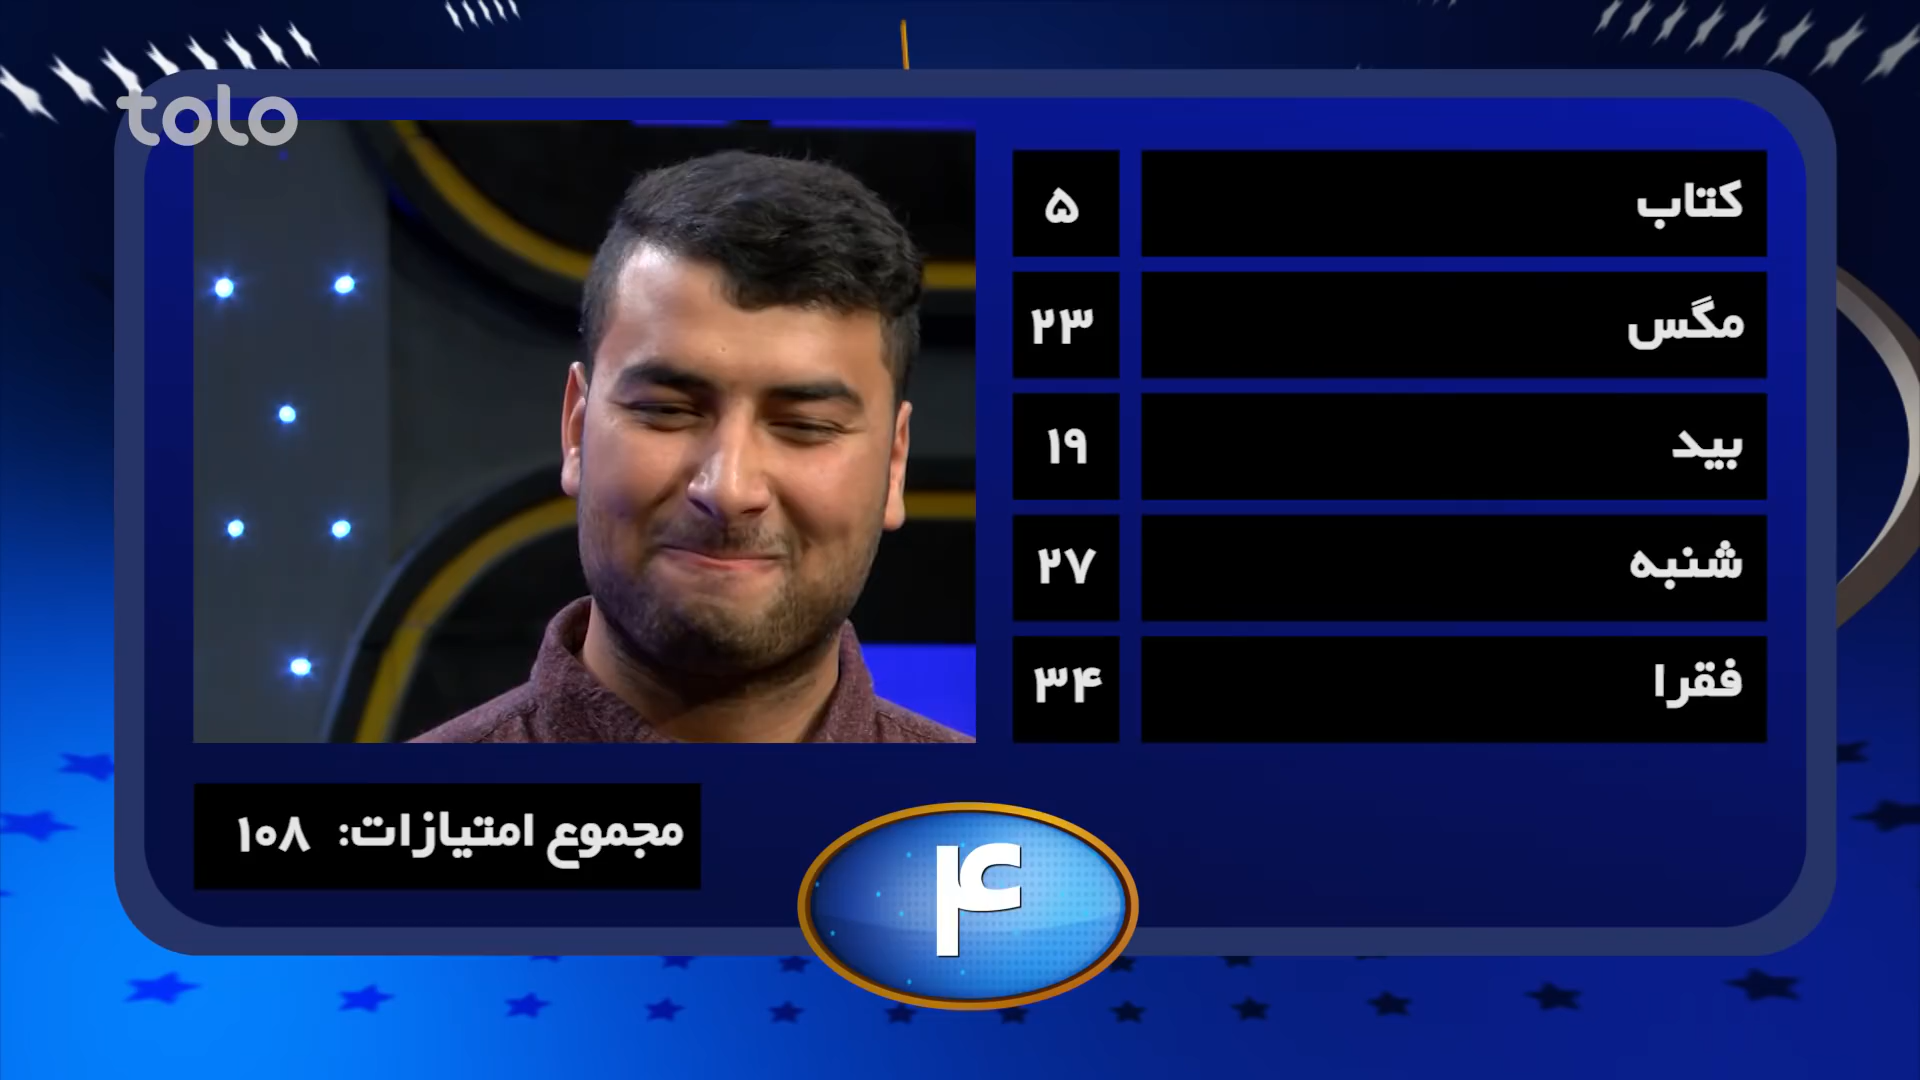 tolo
کتاب ۵
مگس ۲۳
بید ۱۹
شنبه ۲۷
فقرا ۳۴
مجموع امتیازات: ۱۰۸
۴